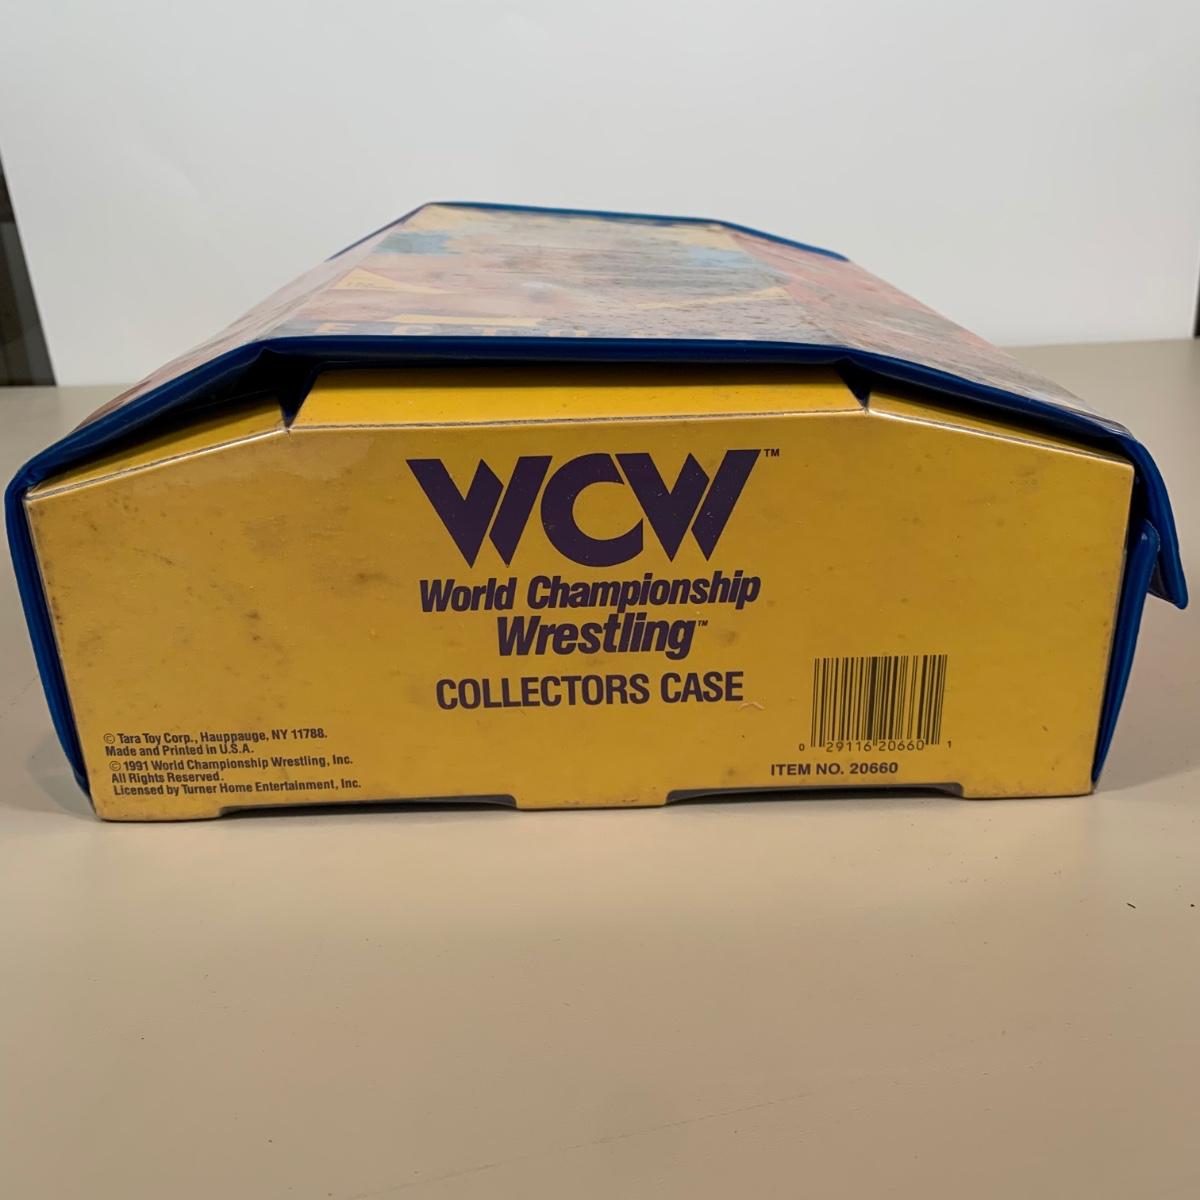 WCW™
World Championship
Wrestling™
COLLECTORS CASE
© Tara Toy Corp., Hauppauge, NY 11788.
Made and Printed in U.S.A.
© 1991 World Championship Wrestling, Inc.
All Rights Reserved.
Licensed by Turner Home Entertainment, Inc.
0 29116 20660 1
ITEM NO. 20660